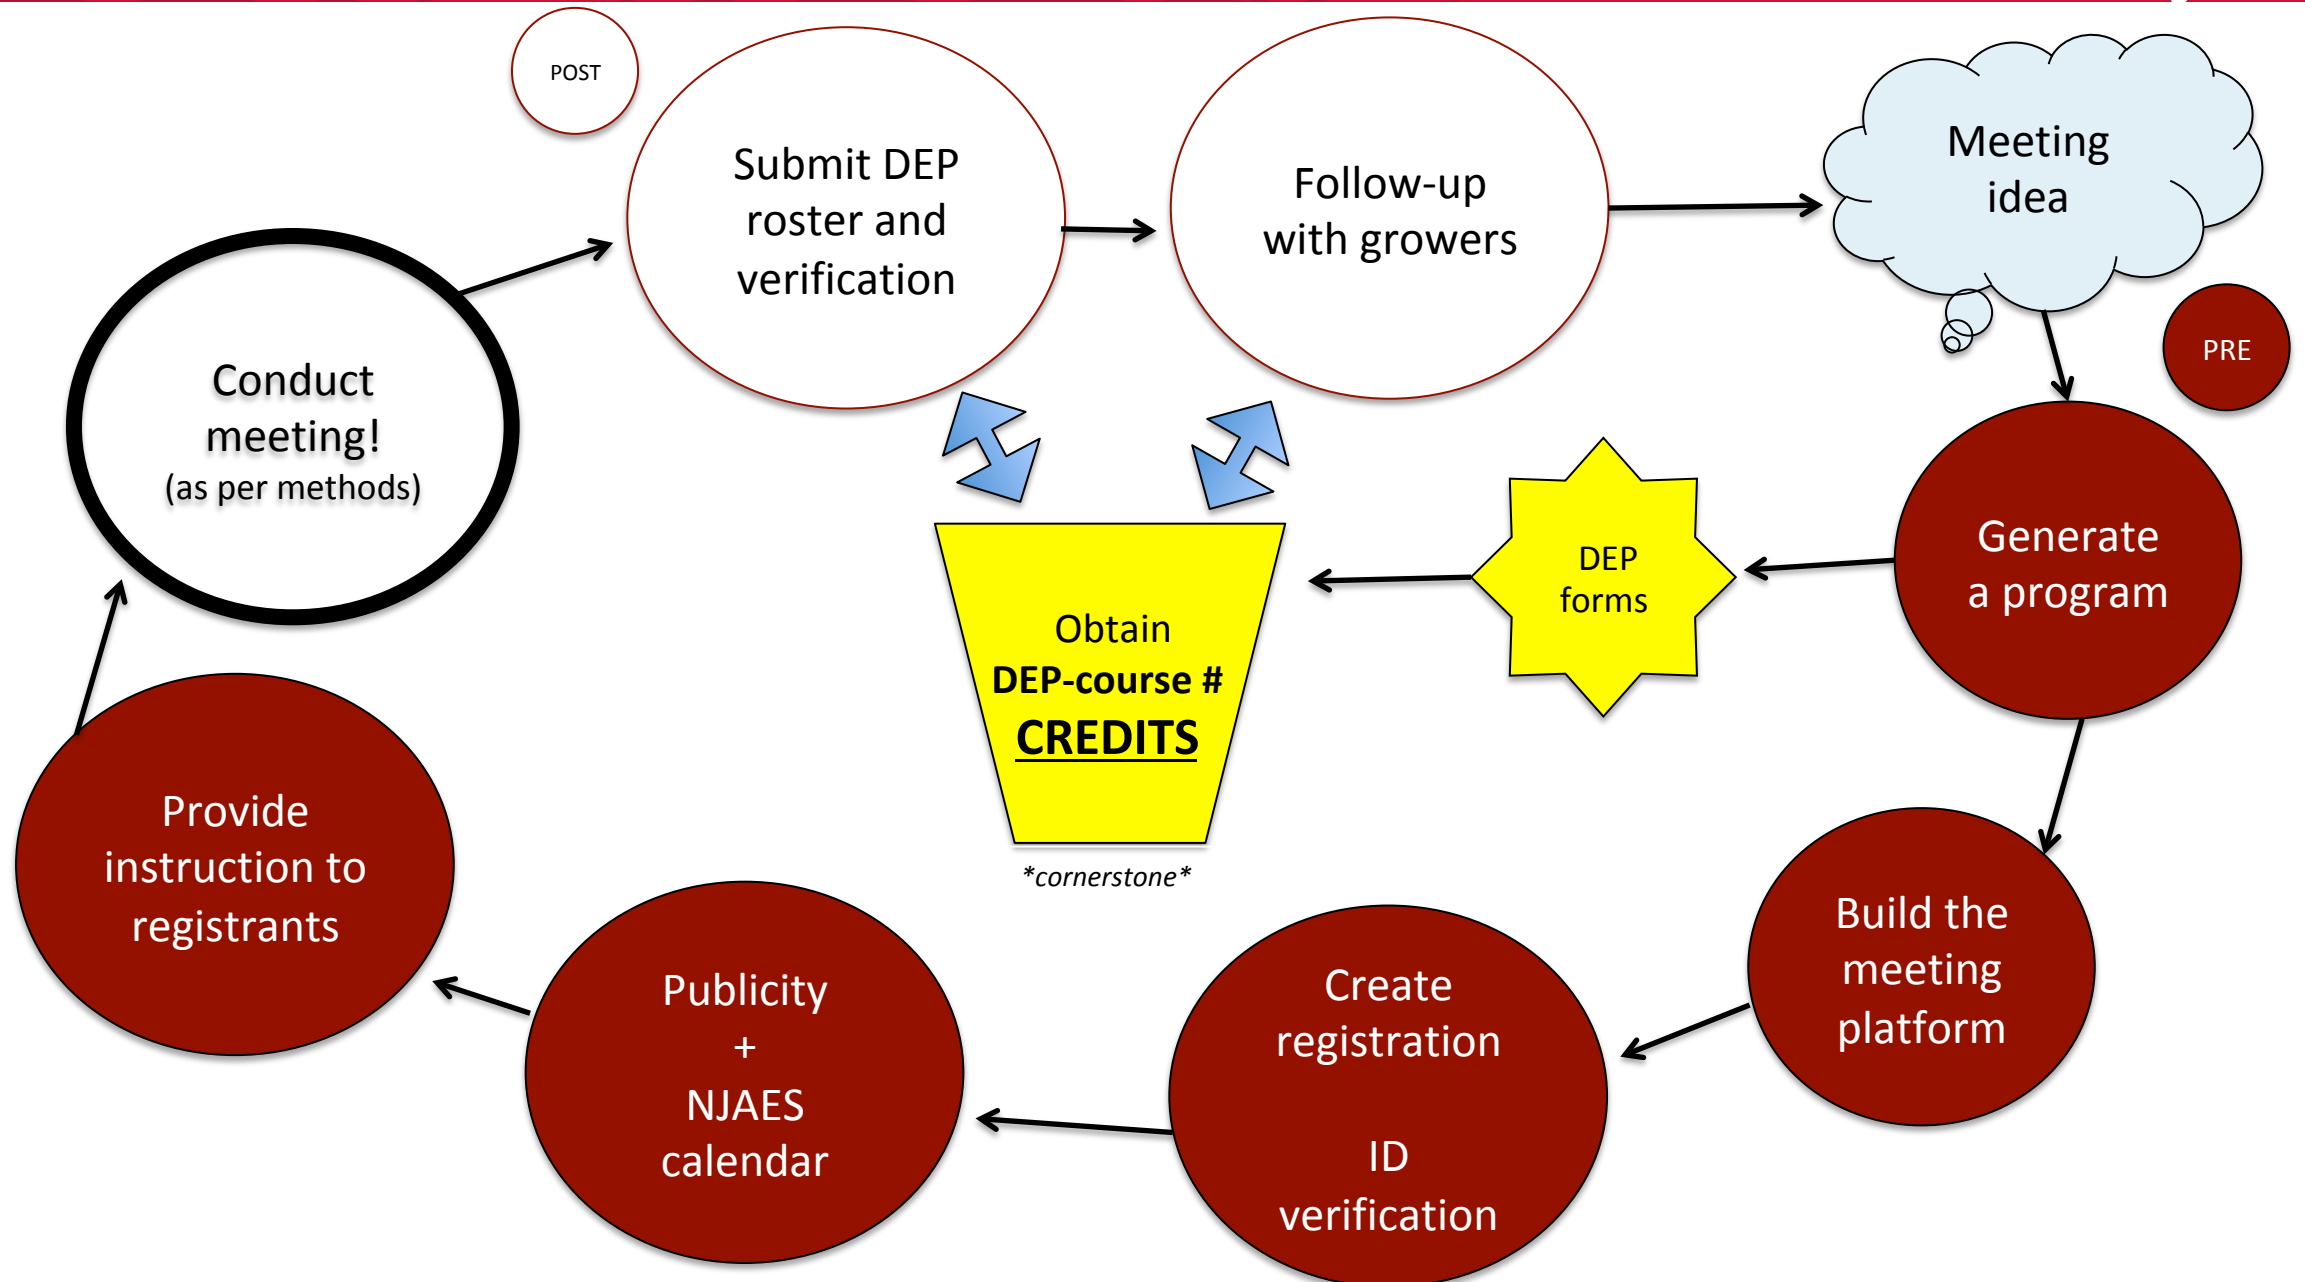 POST
Submit DEP
roster and
verification
Follow-up
with growers
Meeting
idea
PRE
Conduct
meeting!
(as per methods)
Generate
a program
DEP
forms
Obtain
DEP-course #
CREDITS
*cornerstone*
Provide
instruction to
registrants
Publicity
+
NJAES
calendar
Create
registration
ID
verification
Build the
meeting
platform